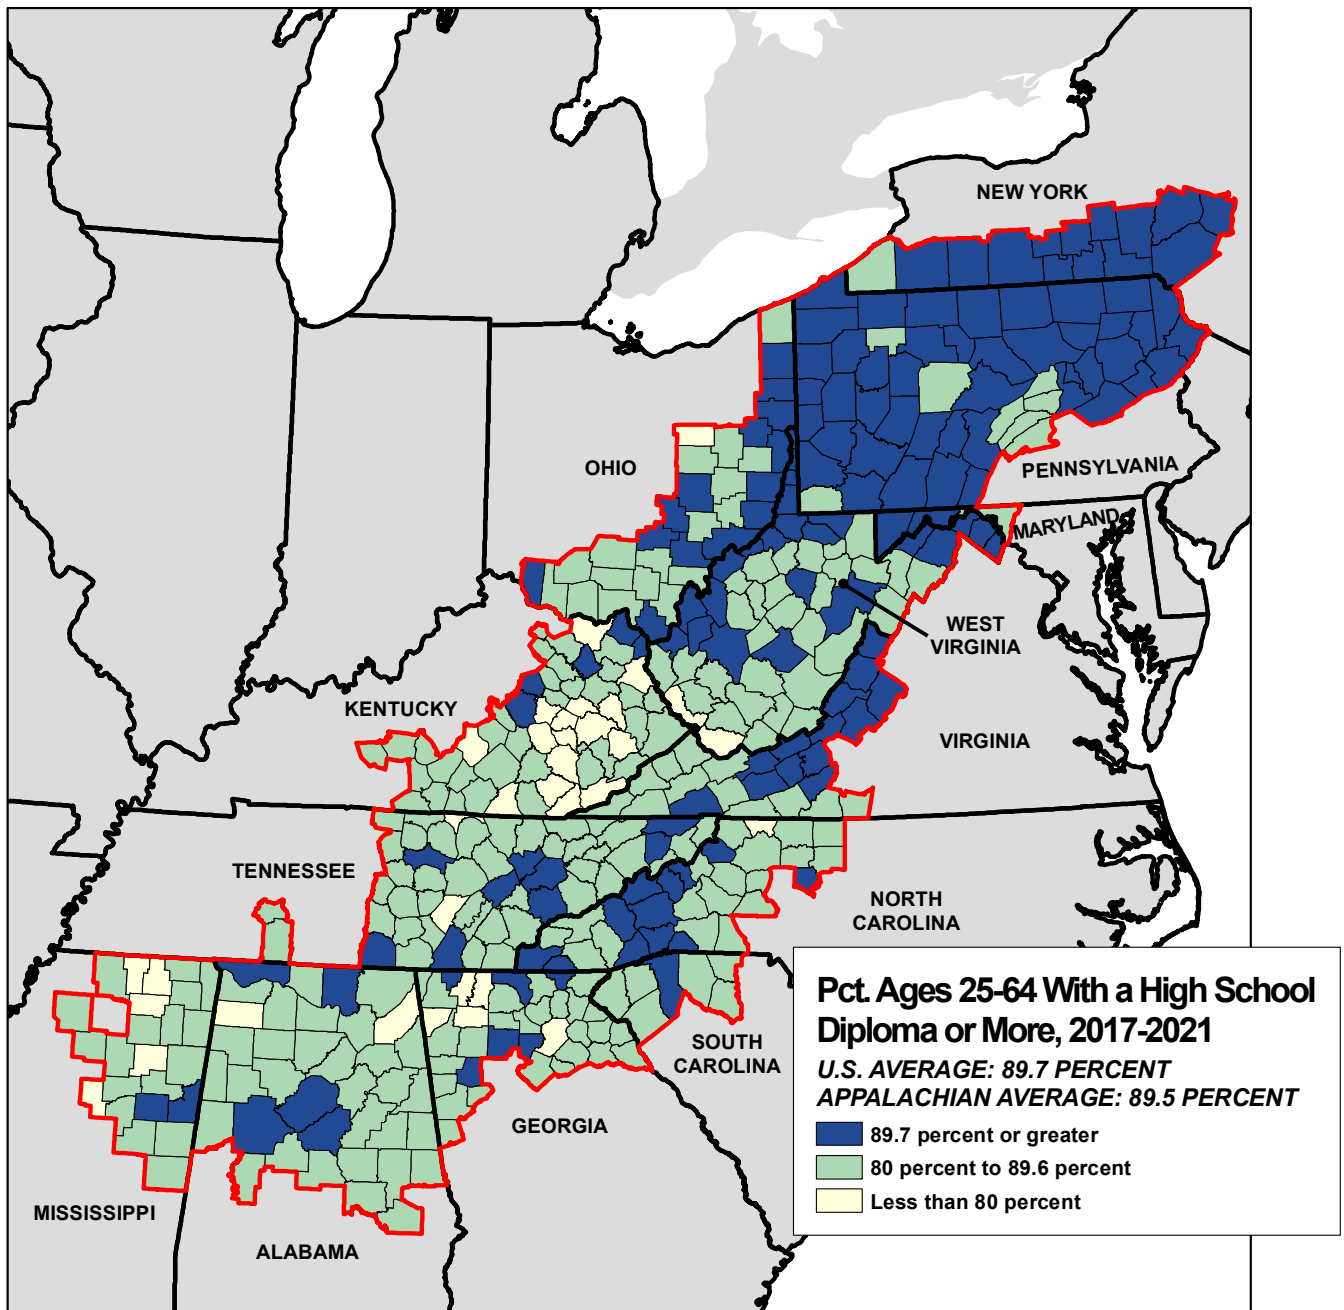 NEW YORK
OHIO
PENNSYLVANIA
MARYLAND
WEST
VIRGINIA
KENTUCKY
VIRGINIA
TENNESSEE
NORTH
CAROLINA
SOUTH
CAROLINA
GEORGIA
MISSISSIPPI
ALABAMA
Pct. Ages 25-64 With a High School
Diploma or More, 2017-2021
U.S. AVERAGE: 89.7 PERCENT
APPALACHIAN AVERAGE: 89.5 PERCENT
89.7 percent or greater
80 percent to 89.6 percent
Less than 80 percent